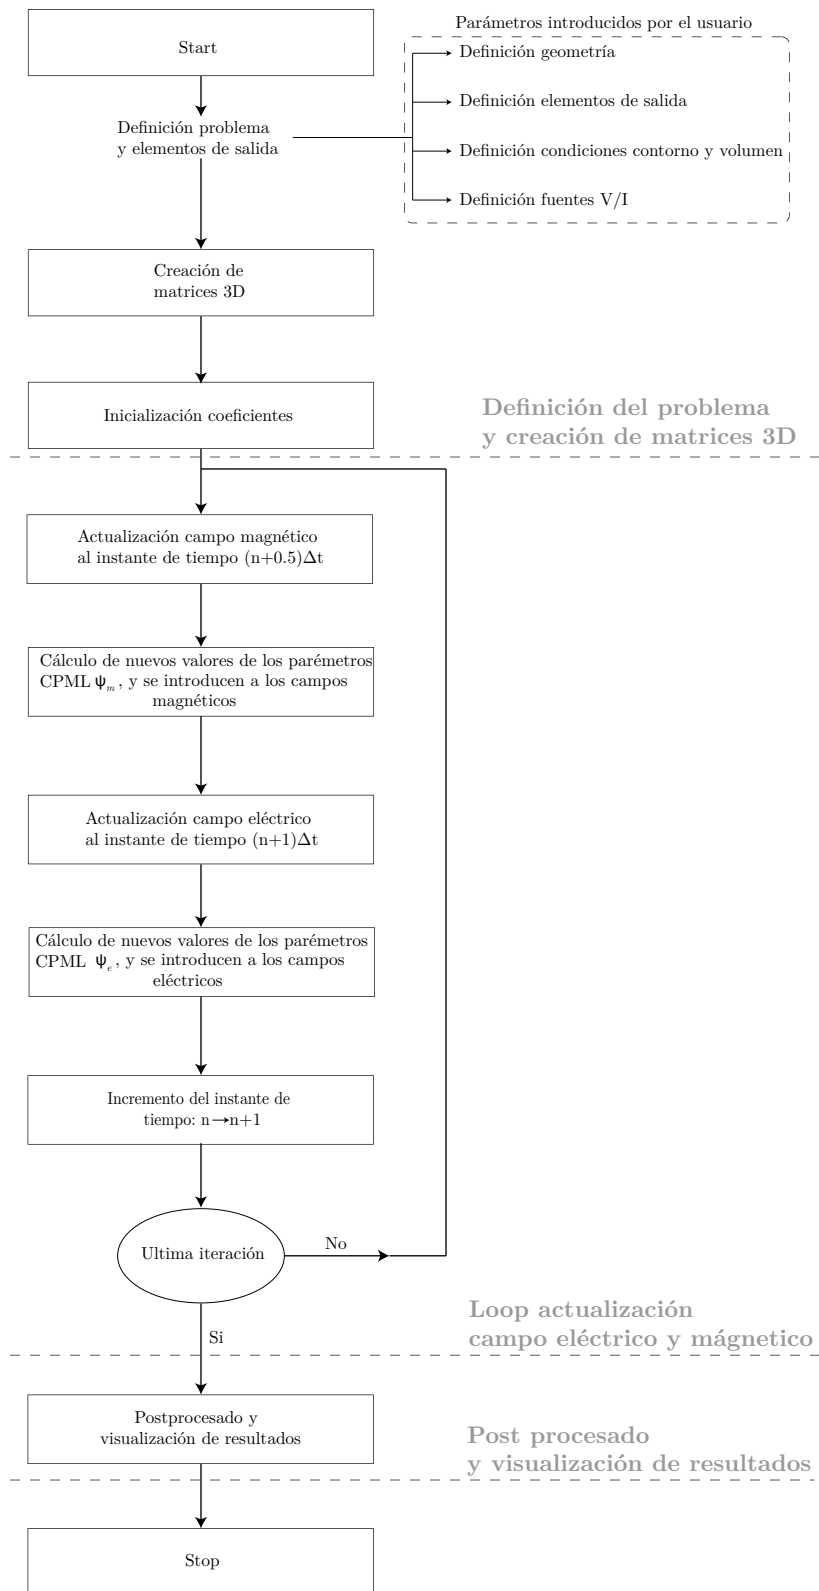 Start
Parámetros introducidos por el usuario
Definición geometría
Definición elementos de salida
Definición condiciones contorno y volumen
Definición fuentes V/I
Definición problema
y elementos de salida
Creación de
matrices 3D
Inicialización coeficientes
Definición del problema
y creación de matrices 3D
Actualización campo magnético
al instante de tiempo (n+0.5)Δt
Cálculo de nuevos valores de los parémetros
CPML ψm, y se introducen a los campos
magnéticos
Actualización campo eléctrico
al instante de tiempo (n+1)Δt
Cálculo de nuevos valores de los parémetros
CPML ψe, y se introducen a los campos
eléctricos
Incremento del instante de
tiempo: n→n+1
Ultima iteración
No
Si
Loop actualización
campo eléctrico y mágnetico
Postprocesado y
visualización de resultados
Post procesado
y visualización de resultados
Stop